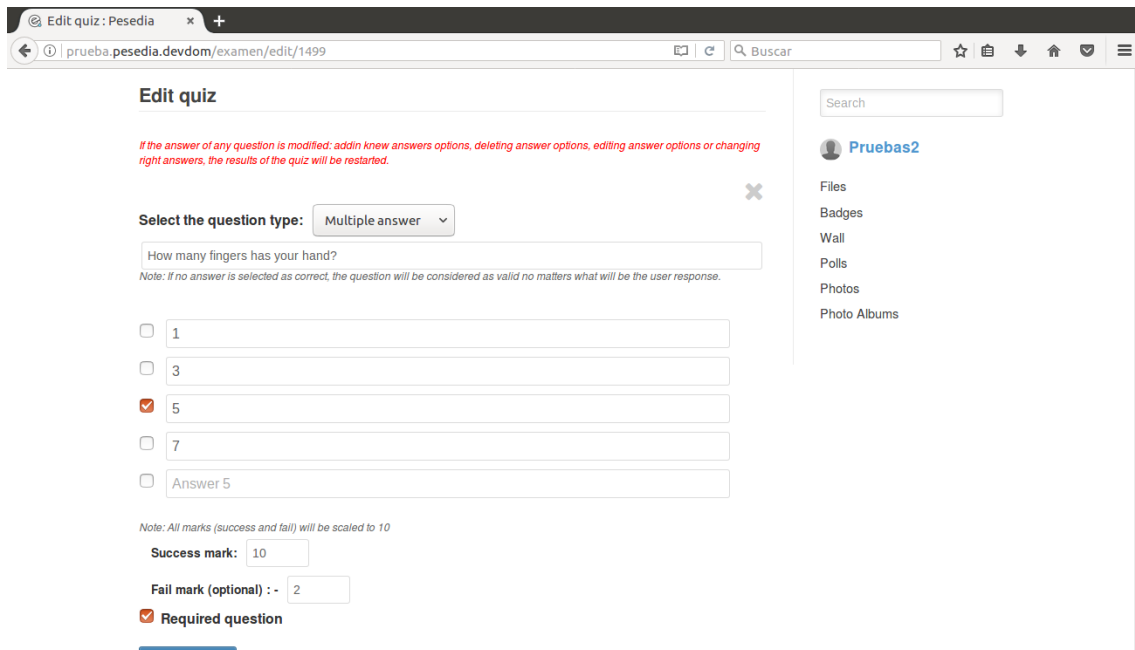 Edit quiz : Pesedia × +
prueba.pesedia.devdom/examen/edit/1499
Buscar
Edit quiz
If the answer of any question is modified: addin knew answers options, deleting answer options, editing answer options or changing
right answers, the results of the quiz will be restarted.
Select the question type: Multiple answer
How many fingers has your hand?
Note: If no answer is selected as correct, the question will be considered as valid no matters what will be the user response.
1
3
5
7
Answer 5
Note: All marks (success and fail) will be scaled to 10
Success mark: 10
Fail mark (optional) : - 2
Required question
Search
Pruebas2
Files
Badges
Wall
Polls
Photos
Photo Albums